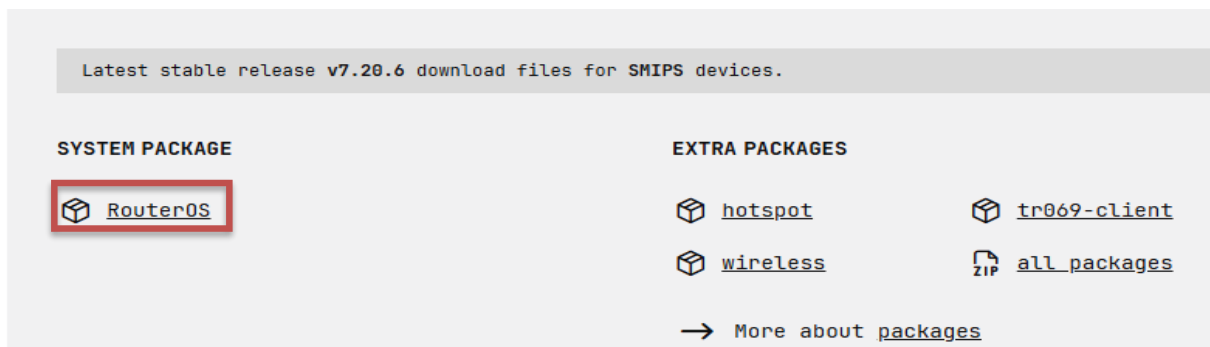 Latest stable release v7.20.6 download files for SMIPS devices.
SYSTEM PACKAGE
RouterOS
EXTRA PACKAGES
hotspot
tr069-client
wireless
ZIP all packages
→ More about packages